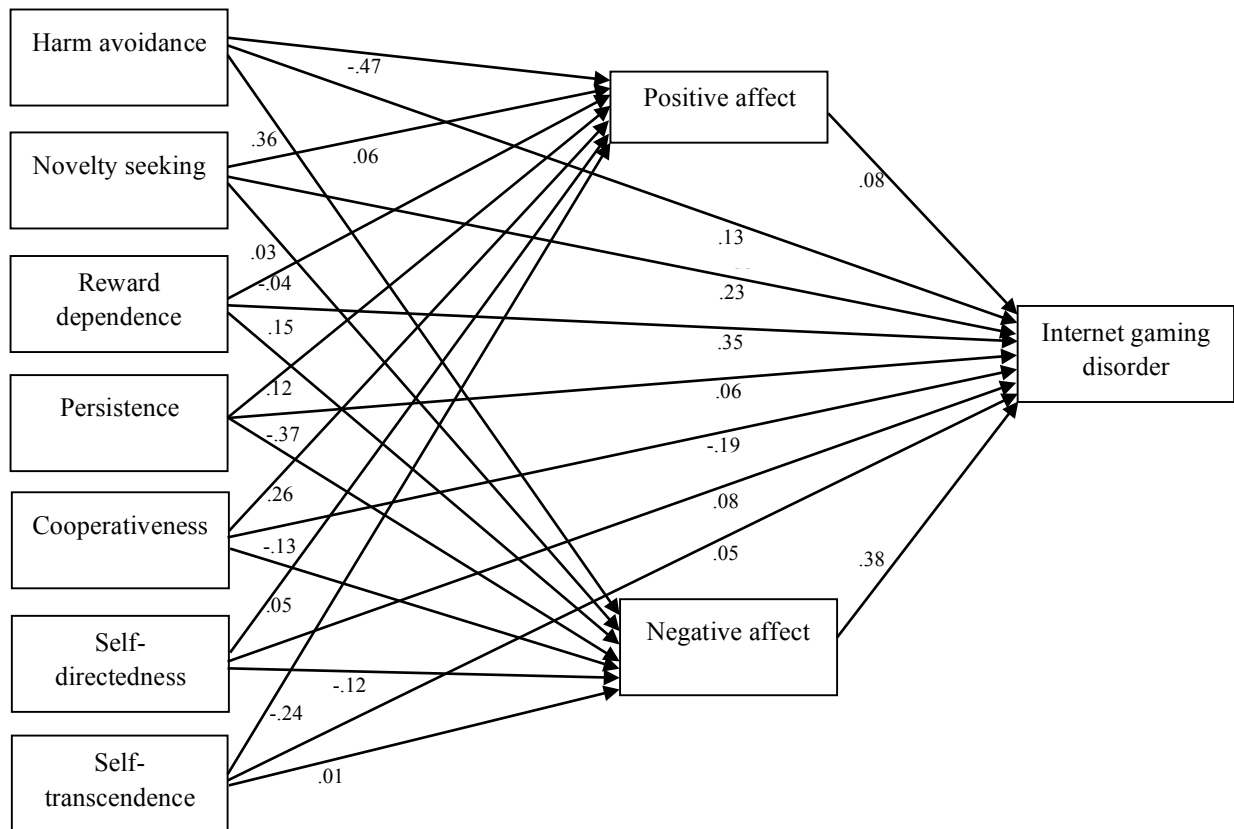 Harm avoidance
-.47
Positive affect
.36
.06
Novelty seeking
.08
.13
.03
-.04
.23
Reward
dependence
.15
.35
Internet gaming
disorder
.12
.06
Persistence
-.37
-.19
.26
.08
Cooperativeness
-.13
.05
.38
.05
Negative affect
Self-
directedness
-.12
-.24
.01
Self-
transcendence